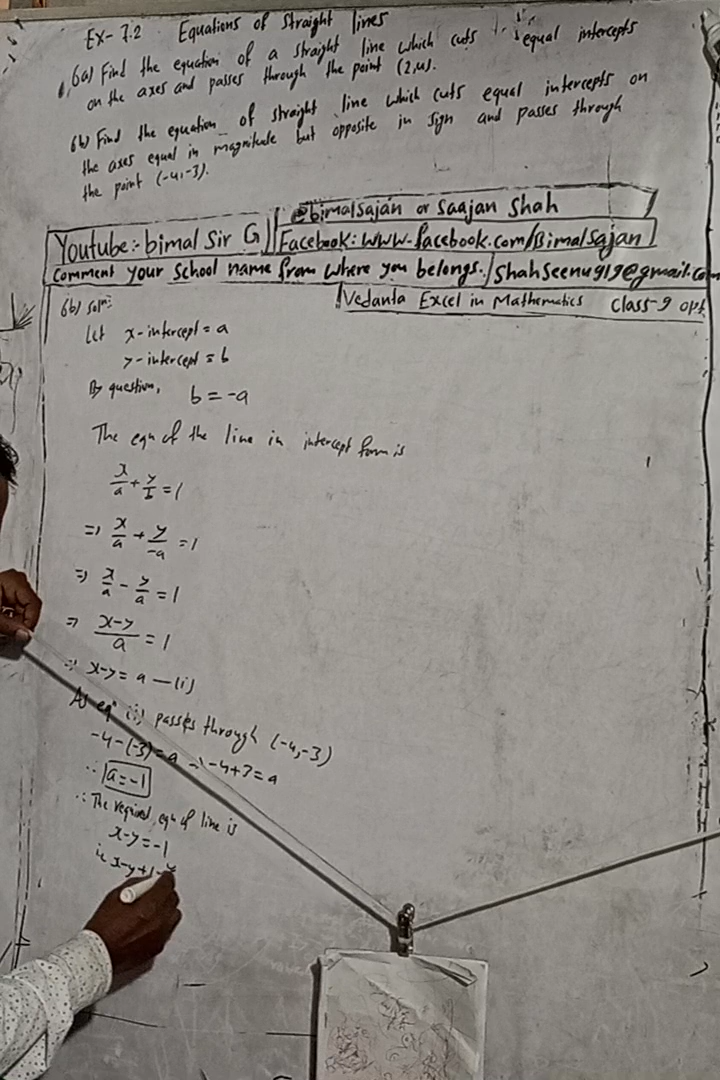 Ex- 7.2 Equations of Straight lines
6a) Find the equation of a straight line which cuts equal intercepts
on the axes and passes through the point (2,4).
6b) Find the equation of straight line which cuts equal intercepts on
the axes equal in magnitude but opposite in sign and passes through
the point (-4,-3).
@bimalsajan or Saajan Shah
Youtube:- bimal Sir G
Facebook: www.facebook.com/Bimalsajan
Comment your School name from where you belongs. / Shahseenu919@gmail.com
Vedanta Excel in Mathematics Class-9 opt
6b) soln:
Let x-intercept = a
y-intercept = b
By question, b = -a
The eqn of the line in intercept form is
x/a + y/b = 1
=> x/a + y/-a = 1
=> x/a - y/a = 1
=> x-y/a = 1
=> x-y = a — (i)
As eqn (i) passes through (-4,-3)
-4-(-3) = a => -4+3 = a
∴ a = -1
∴ The required eqn of line is
x-y = -1
ie x-y+1